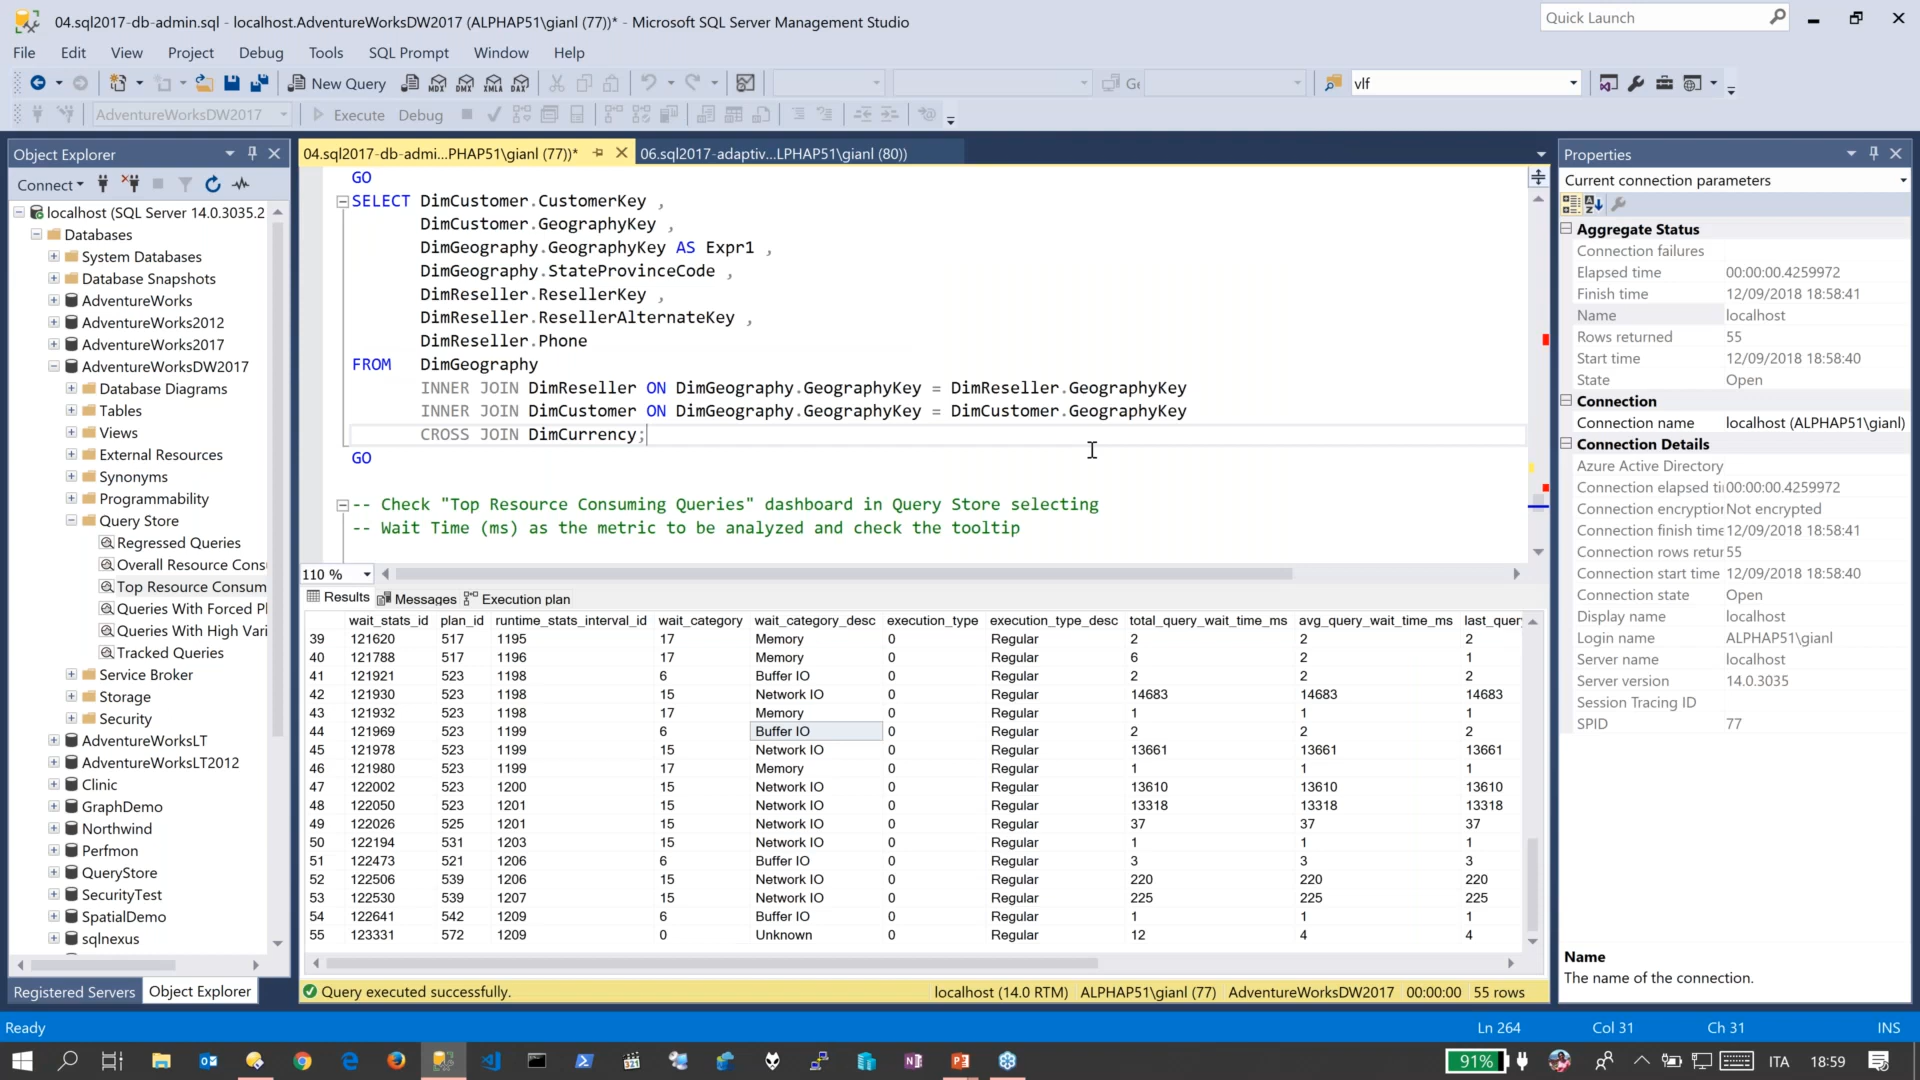 04.sql2017-db-admin.sql - localhost.AdventureWorksDW2017 (ALPHAP51\gianl (77))* - Microsoft SQL Server Management Studio
Quick Launch
File Edit View Project Debug Tools SQL Prompt Window Help
New Query MDX DMX XMLA DAX Ge vlf
AdventureWorksDW2017 Execute Debug
Object Explorer
Connect
localhost (SQL Server 14.0.3035.2
Databases
System Databases
Database Snapshots
AdventureWorks
AdventureWorks2012
AdventureWorks2017
AdventureWorksDW2017
Database Diagrams
Tables
Views
External Resources
Synonyms
Programmability
Query Store
Regressed Queries
Overall Resource Cons
Top Resource Consum
Queries With Forced Pl
Queries With High Vari
Tracked Queries
Service Broker
Storage
Security
AdventureWorksLT
AdventureWorksLT2012
Clinic
GraphDemo
Northwind
Perfmon
QueryStore
SecurityTest
SpatialDemo
sqlnexus
Registered Servers Object Explorer
04.sql2017-db-admi...PHAP51\gianl (77))* 06.sql2017-adaptiv...LPHAP51\gianl (80))
GO
SELECT DimCustomer.CustomerKey ,
DimCustomer.GeographyKey ,
DimGeography.GeographyKey AS Expr1 ,
DimGeography.StateProvinceCode ,
DimReseller.ResellerKey ,
DimReseller.ResellerAlternateKey ,
DimReseller.Phone
FROM DimGeography
INNER JOIN DimReseller ON DimGeography.GeographyKey = DimReseller.GeographyKey
INNER JOIN DimCustomer ON DimGeography.GeographyKey = DimCustomer.GeographyKey
CROSS JOIN DimCurrency;
GO
-- Check "Top Resource Consuming Queries" dashboard in Query Store selecting
-- Wait Time (ms) as the metric to be analyzed and check the tooltip
110 %
Results Messages Execution plan
wait_stats_id plan_id runtime_stats_interval_id wait_category wait_category_desc execution_type execution_type_desc total_query_wait_time_ms avg_query_wait_time_ms last_query
39 121620 517 1195 17 Memory 0 Regular 2 2 2
40 121788 517 1196 17 Memory 0 Regular 6 2 1
41 121921 523 1198 6 Buffer IO 0 Regular 2 2 2
42 121930 523 1198 15 Network IO 0 Regular 14683 14683 14683
43 121932 523 1198 17 Memory 0 Regular 1 1 1
44 121969 523 1199 6 Buffer IO 0 Regular 2 2 2
45 121978 523 1199 15 Network IO 0 Regular 13661 13661 13661
46 121980 523 1199 17 Memory 0 Regular 1 1 1
47 122002 523 1200 15 Network IO 0 Regular 13610 13610 13610
48 122050 523 1201 15 Network IO 0 Regular 13318 13318 13318
49 122026 525 1201 15 Network IO 0 Regular 37 37 37
50 122194 531 1203 15 Network IO 0 Regular 1 1 1
51 122473 521 1206 6 Buffer IO 0 Regular 3 3 3
52 122506 539 1206 15 Network IO 0 Regular 220 220 220
53 122530 539 1207 15 Network IO 0 Regular 225 225 225
54 122641 542 1209 6 Buffer IO 0 Regular 1 1 1
55 123331 572 1209 0 Unknown 0 Regular 12 4 4
Query executed successfully. localhost (14.0 RTM) ALPHAP51\gianl (77) AdventureWorksDW2017 00:00:00 55 rows
Properties
Current connection parameters
Aggregate Status
Connection failures
Elapsed time 00:00:00.4259972
Finish time 12/09/2018 18:58:41
Name localhost
Rows returned 55
Start time 12/09/2018 18:58:40
State Open
Connection
Connection name localhost (ALPHAP51\gianl)
Connection Details
Azure Active Directory
Connection elapsed ti 00:00:00.4259972
Connection encryption Not encrypted
Connection finish time 12/09/2018 18:58:41
Connection rows retur 55
Connection start time 12/09/2018 18:58:40
Connection state Open
Display name localhost
Login name ALPHAP51\gianl
Server name localhost
Server version 14.0.3035
Session Tracing ID
SPID 77
Name
The name of the connection.
Ready Ln 264 Col 31 Ch 31 INS
91% ITA 18:59